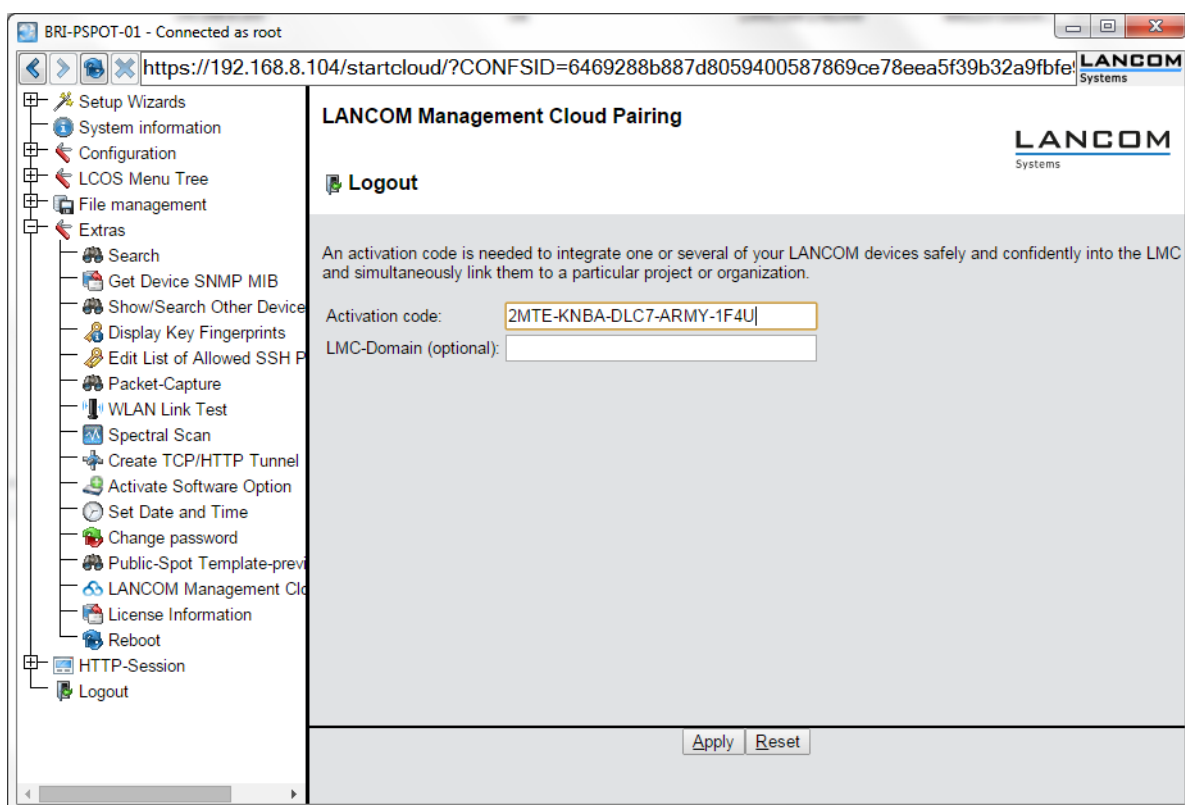 BRI-PSPOT-01 - Connected as root
https://192.168.8.104/startcloud/?CONFSID=6469288b887d8059400587869ce78eea5f39b32a9fbfe9
LANCOM
Systems
Setup Wizards
System information
Configuration
LCOS Menu Tree
File management
Extras
Search
Get Device SNMP MIB
Show/Search Other Device
Display Key Fingerprints
Edit List of Allowed SSH P
Packet-Capture
WLAN Link Test
Spectral Scan
Create TCP/HTTP Tunnel
Activate Software Option
Set Date and Time
Change password
Public-Spot Template-previ
LANCOM Management Clo
License Information
Reboot
HTTP-Session
Logout
LANCOM Management Cloud Pairing
LANCOM
Systems
Logout
An activation code is needed to integrate one or several of your LANCOM devices safely and confidently into the LMC
and simultaneously link them to a particular project or organization.
Activation code: 2MTE-KNBA-DLC7-ARMY-1F4U
LMC-Domain (optional):
Apply Reset